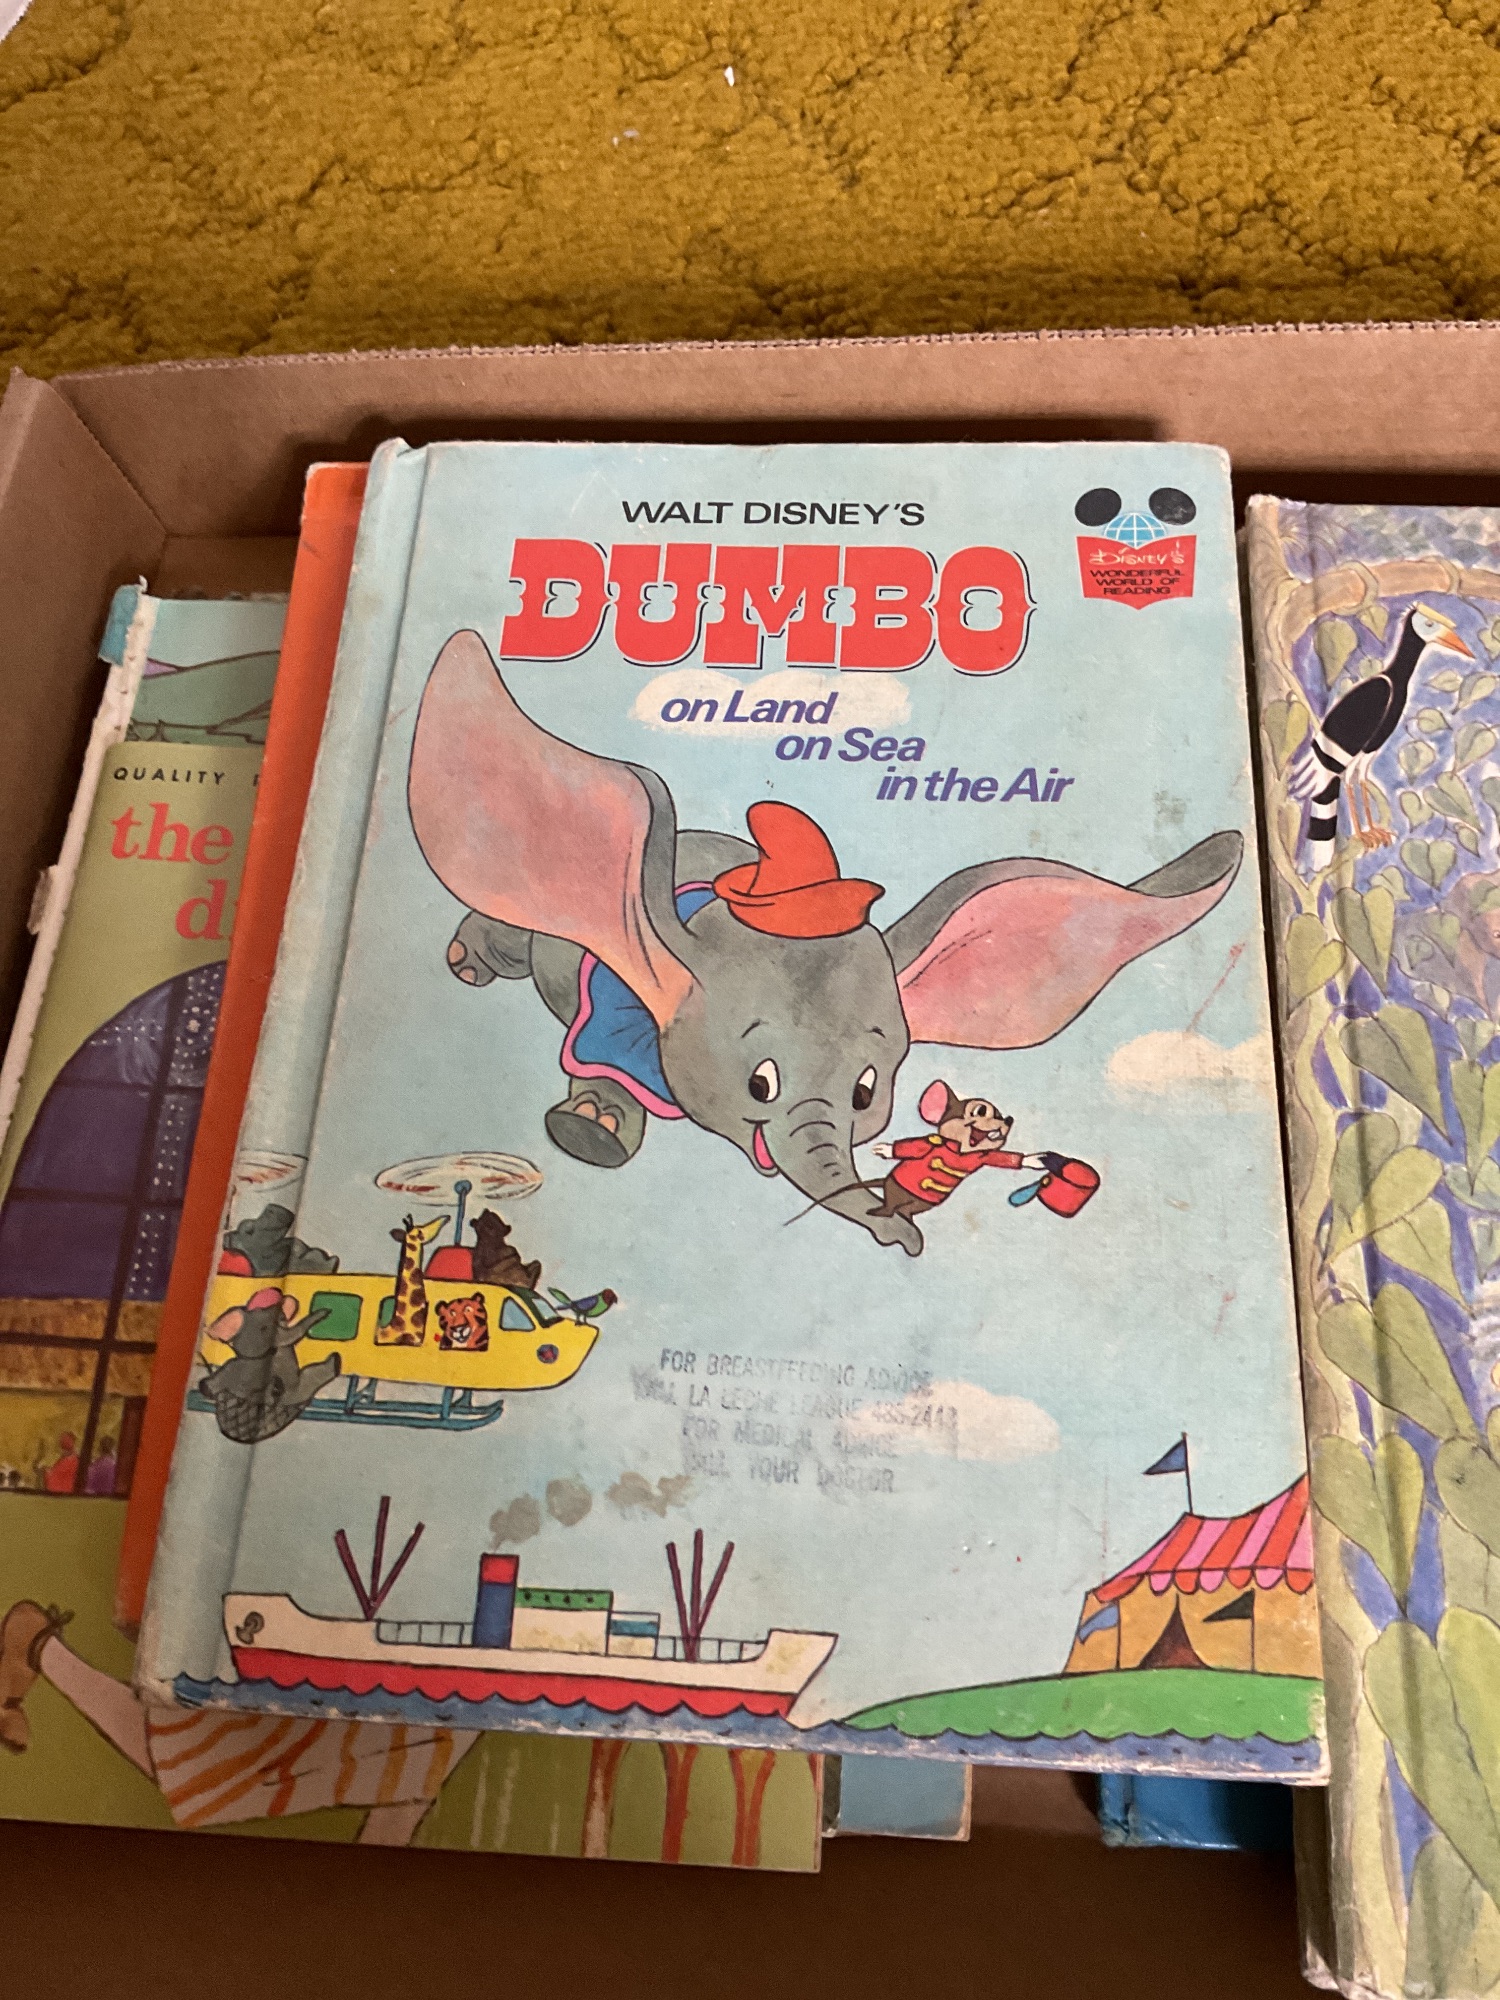 WALT DISNEY'S
DUMBO
on Land
on Sea
in the Air
DISNEY'S
WONDERFUL
WORLD OF
READING
QUALITY
the
FOR BREASTFEEDING ADVICE
CALL LA LECHE LEAGUE
FOR MEDICAL ADVICE
CALL YOUR DOCTOR